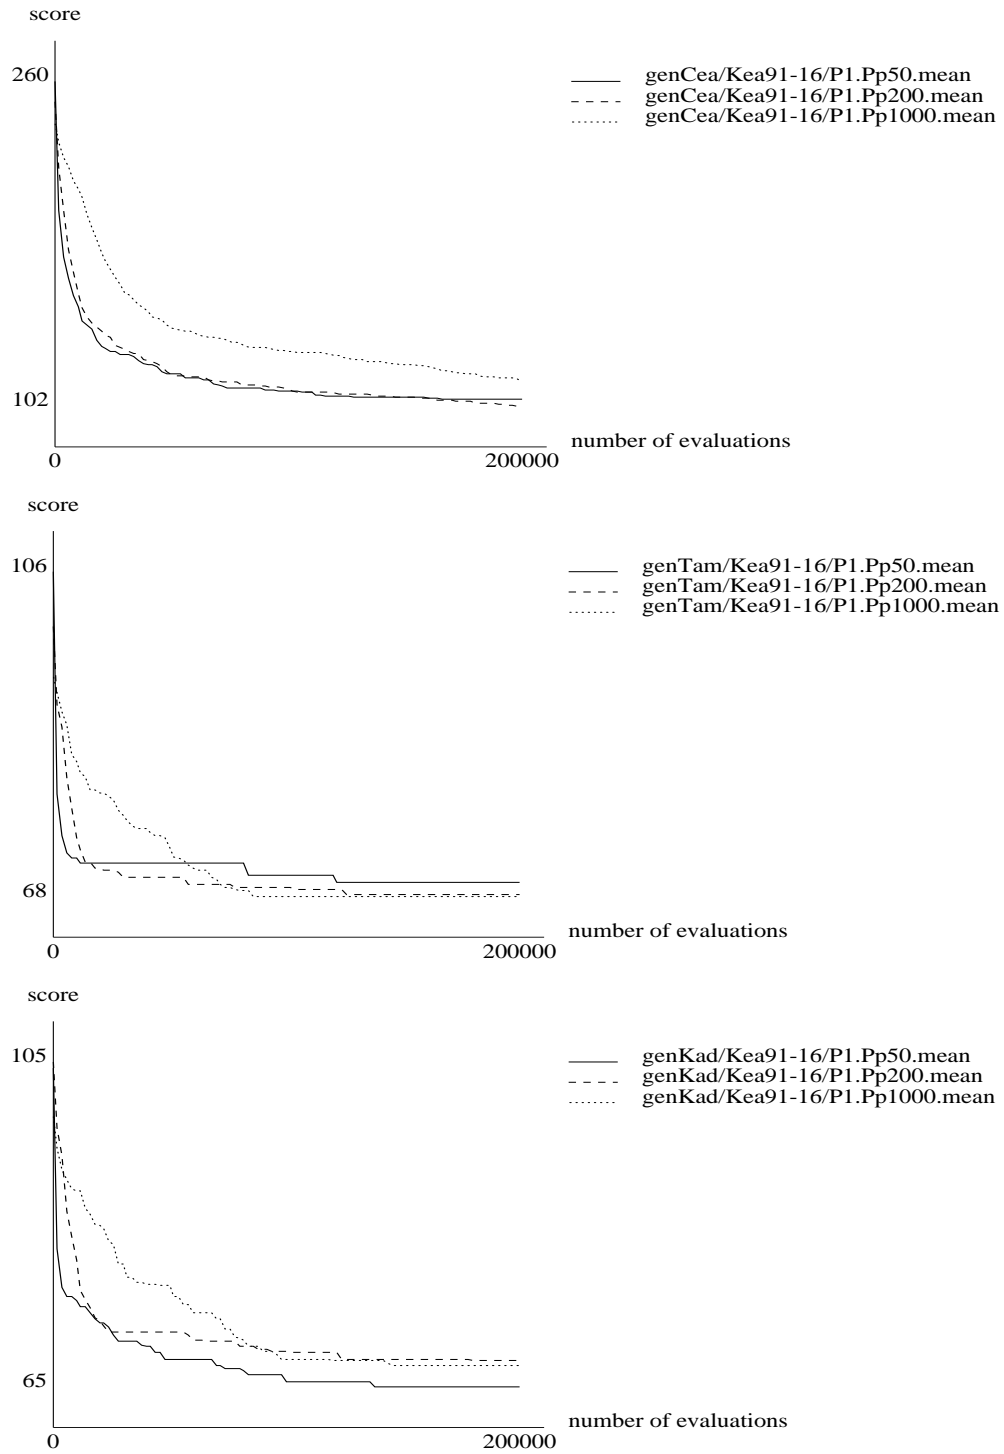 score
260
genCea/Kea91-16/P1.Pp50.mean
genCea/Kea91-16/P1.Pp200.mean
genCea/Kea91-16/P1.Pp1000.mean
102
number of evaluations
0
200000
score
106
genTam/Kea91-16/P1.Pp50.mean
genTam/Kea91-16/P1.Pp200.mean
genTam/Kea91-16/P1.Pp1000.mean
68
number of evaluations
0
200000
score
105
genKad/Kea91-16/P1.Pp50.mean
genKad/Kea91-16/P1.Pp200.mean
genKad/Kea91-16/P1.Pp1000.mean
65
number of evaluations
0
200000